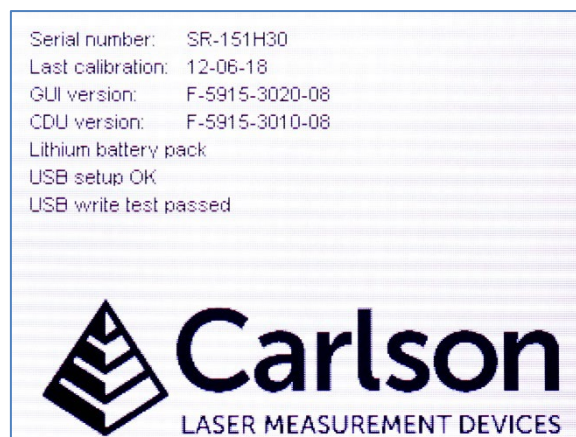 Serial number: SR-151H30
Last calibration: 12-06-18
GUI version: F-5915-3020-08
CDU version: F-5915-3010-08
Lithium battery pack
USB setup OK
USB write test passed
Carlson
LASER MEASUREMENT DEVICES